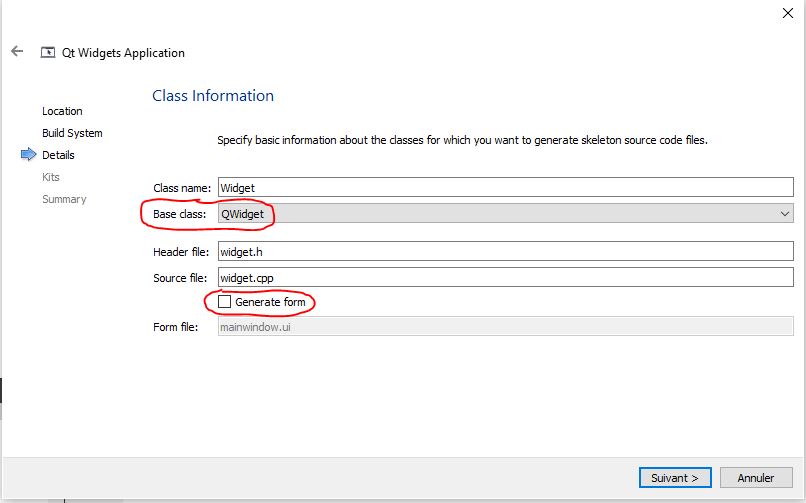 Qt Widgets Application
Class Information
Location
Build System
Details
Kits
Summary
Specify basic information about the classes for which you want to generate skeleton source code files.
Class name: Widget
Base class: QWidget
Header file: widget.h
Source file: widget.cpp
Generate form
Form file: mainwindow.ui
Suivant >
Annuler